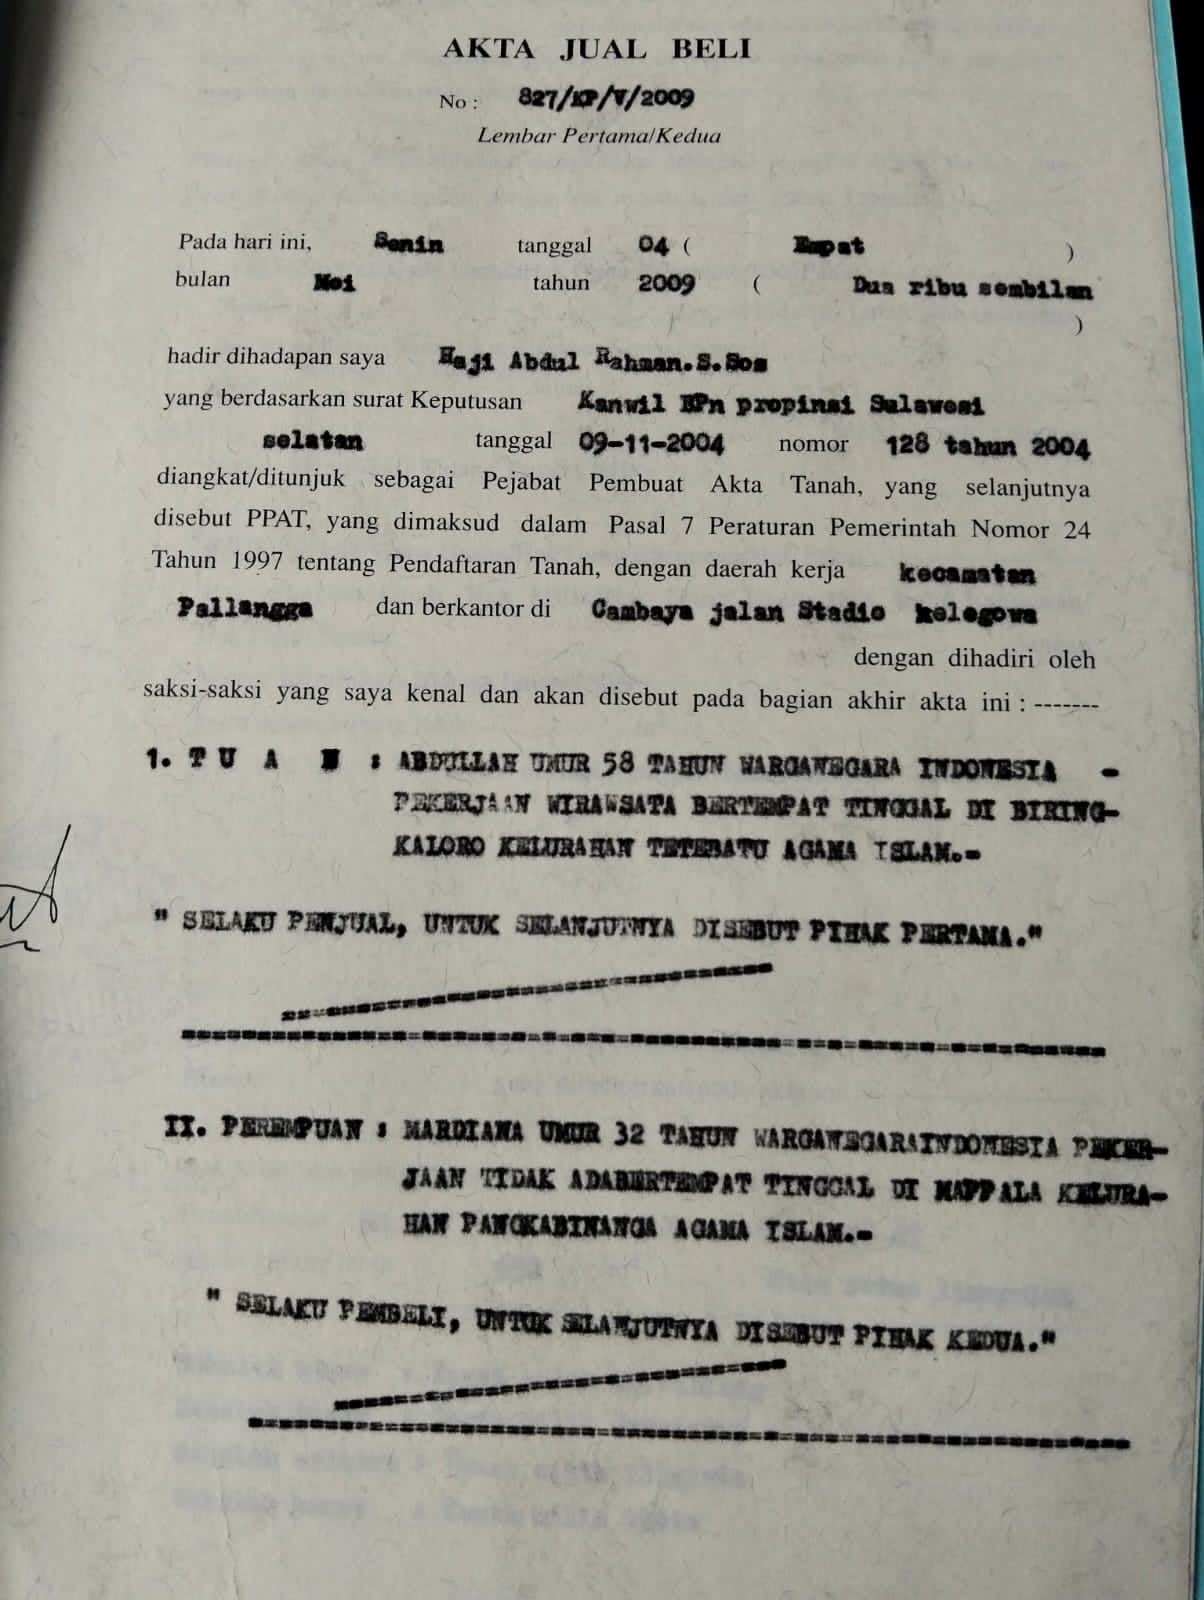 AKTA JUAL BELI
No : 827/KP/V/2009
Lembar Pertama/Kedua
Pada hari ini, Senin tanggal 04 ( Empat )
bulan Mei tahun 2009 ( Dua ribu sembilan
)
hadir dihadapan saya Haji Abdul Rahman.S.Sos
yang berdasarkan surat Keputusan Kanwil BPn propinsi Sulawesi
selatan tanggal 09-11-2004 nomor 128 tahun 2004
diangkat/ditunjuk sebagai Pejabat Pembuat Akta Tanah, yang selanjutnya
disebut PPAT, yang dimaksud dalam Pasal 7 Peraturan Pemerintah Nomor 24
Tahun 1997 tentang Pendaftaran Tanah, dengan daerah kerja kecamatan
Pallangga dan berkantor di Cambaya jalan Stadio kelegowa
dengan dihadiri oleh
saksi-saksi yang saya kenal dan akan disebut pada bagian akhir akta ini : -------
1. T U A N : ABDULLAH UMUR 58 TAHUN WARGANEGARA INDONESIA -
PEKERJAAN WIRAWSATA BERTEMPAT TINGGAL DI BIRING-
KALORO KELURAHAN TETEBATU AGAMA ISLAM.-
" SELAKU PENJUAL, UNTUK SELANJUTNYA DISEBUT PIHAK PERTAMA."
II. PEREMPUAN : MARDIANA UMUR 32 TAHUN WARGANEGARAINDONESIA PEKER-
JAAN TIDAK ADABERTEMPAT TINGGAL DI MAPPALA KELURA-
HAN PANGKABINANGA AGAMA ISLAM.-
" SELAKU PEMBELI, UNTUK SELANJUTNYA DISEBUT PIHAK KEDUA."